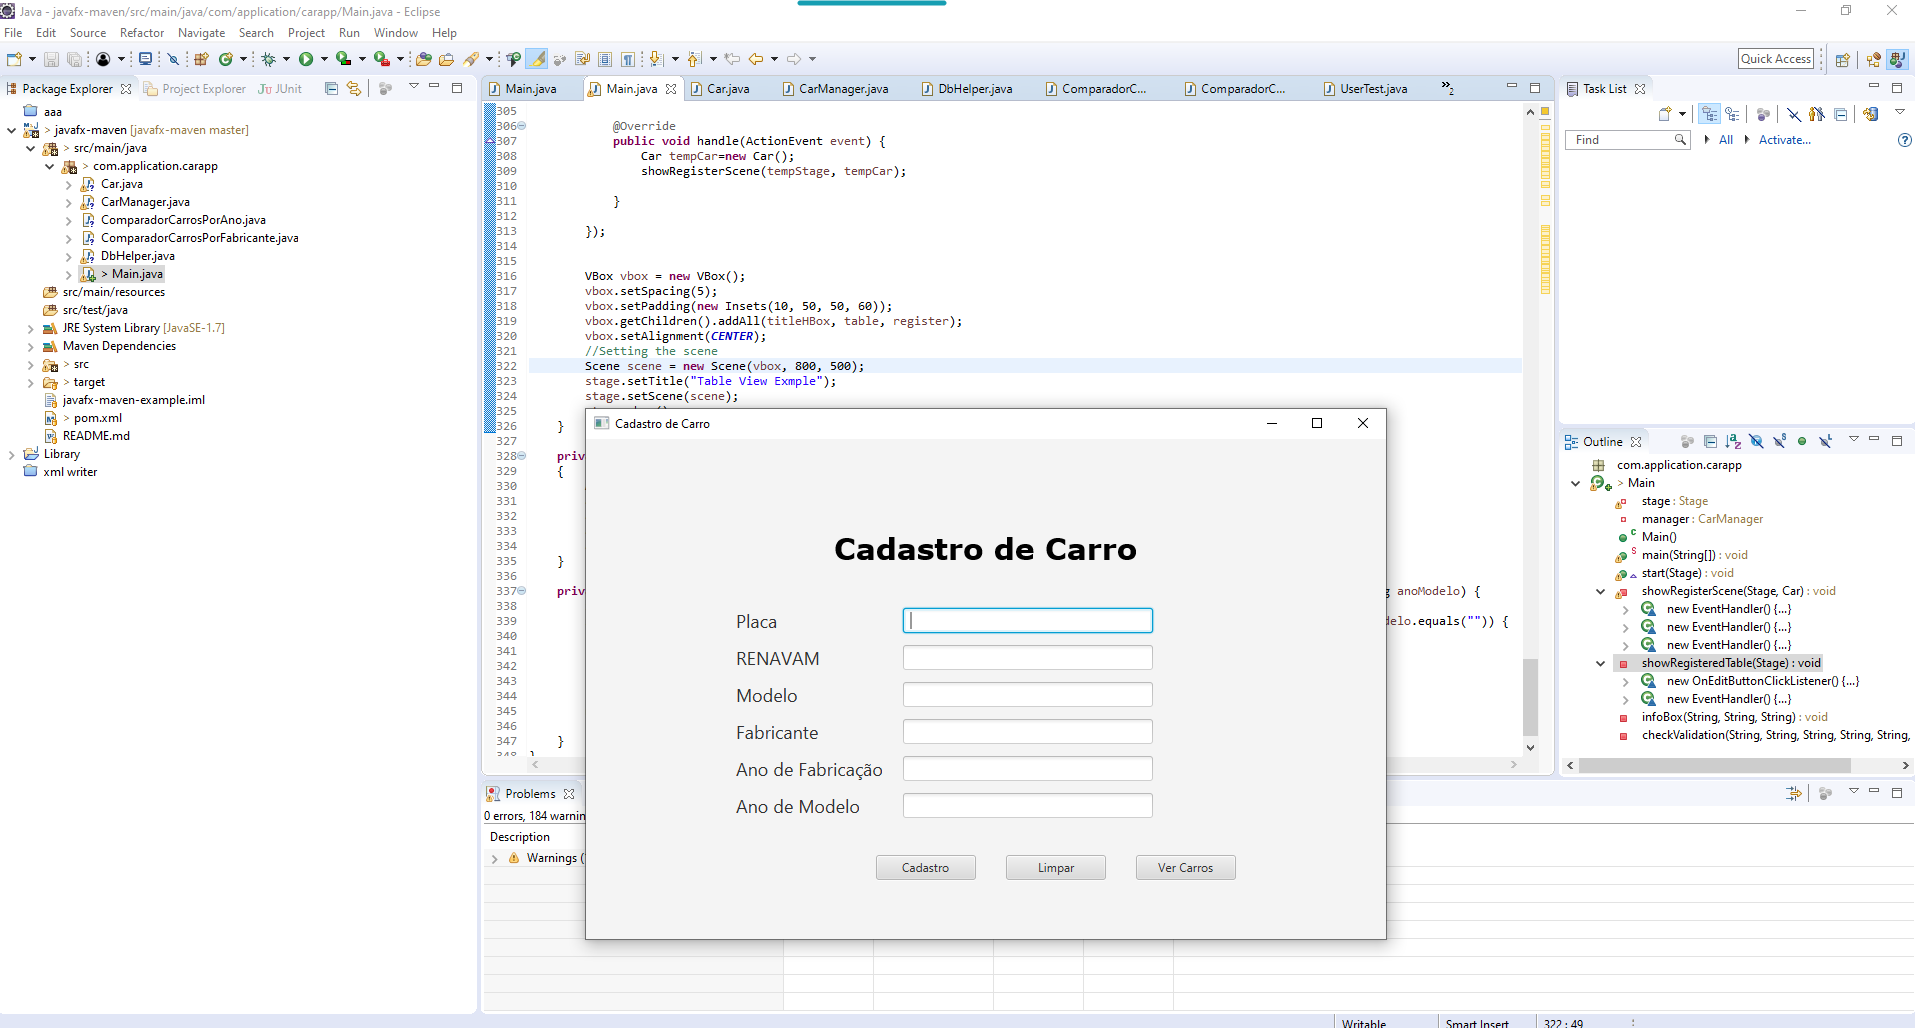 Java - javafx-maven/src/main/java/com/application/carapp/Main.java - Eclipse
File Edit Source Refactor Navigate Search Project Run Window Help
Quick Access
Package Explorer Project Explorer JUnit
aaa
> javafx-maven [javafx-maven master]
> src/main/java
> com.application.carapp
Car.java
CarManager.java
ComparadorCarrosPorAno.java
ComparadorCarrosPorFabricante.java
DbHelper.java
> Main.java
src/main/resources
src/test/java
JRE System Library [JavaSE-1.7]
Maven Dependencies
> src
> target
javafx-maven-example.iml
> pom.xml
README.md
Library
xml writer
Main.java Main.java Car.java CarManager.java DbHelper.java ComparadorC... ComparadorC... UserTest.java »2
305
306 @Override
307 public void handle(ActionEvent event) {
308 Car tempCar=new Car();
309 showRegisterScene(tempStage, tempCar);
310
311 }
312
313 });
314
315
316 VBox vbox = new VBox();
317 vbox.setSpacing(5);
318 vbox.setPadding(new Insets(10, 50, 50, 60));
319 vbox.getChildren().addAll(titleHBox, table, register);
320 vbox.setAlignment(CENTER);
321 //Setting the scene
322 Scene scene = new Scene(vbox, 800, 500);
323 stage.setTitle("Table View Exmple");
324 stage.setScene(scene);
325
326 }
327
328 priv
329 {
330
331
332
333
334
335 }
336
337 priv g anoModelo) {
338
339 delo.equals("")) {
340
341
342
343
344
345
346
347 }
348 }
Cadastro de Carro
Cadastro de Carro
Placa
RENAVAM
Modelo
Fabricante
Ano de Fabricação
Ano de Modelo
Cadastro Limpar Ver Carros
Problems
0 errors, 184 warnin
Description
Warnings (
Task List
Find All Activate...
Outline
com.application.carapp
> Main
stage : Stage
manager : CarManager
Main()
main(String[]) : void
start(Stage) : void
showRegisterScene(Stage, Car) : void
new EventHandler() {...}
new EventHandler() {...}
new EventHandler() {...}
showRegisteredTable(Stage) : void
new OnEditButtonClickListener() {...}
new EventHandler() {...}
infoBox(String, String, String) : void
checkValidation(String, String, String, String, String,
Writable Smart Insert 322 : 49